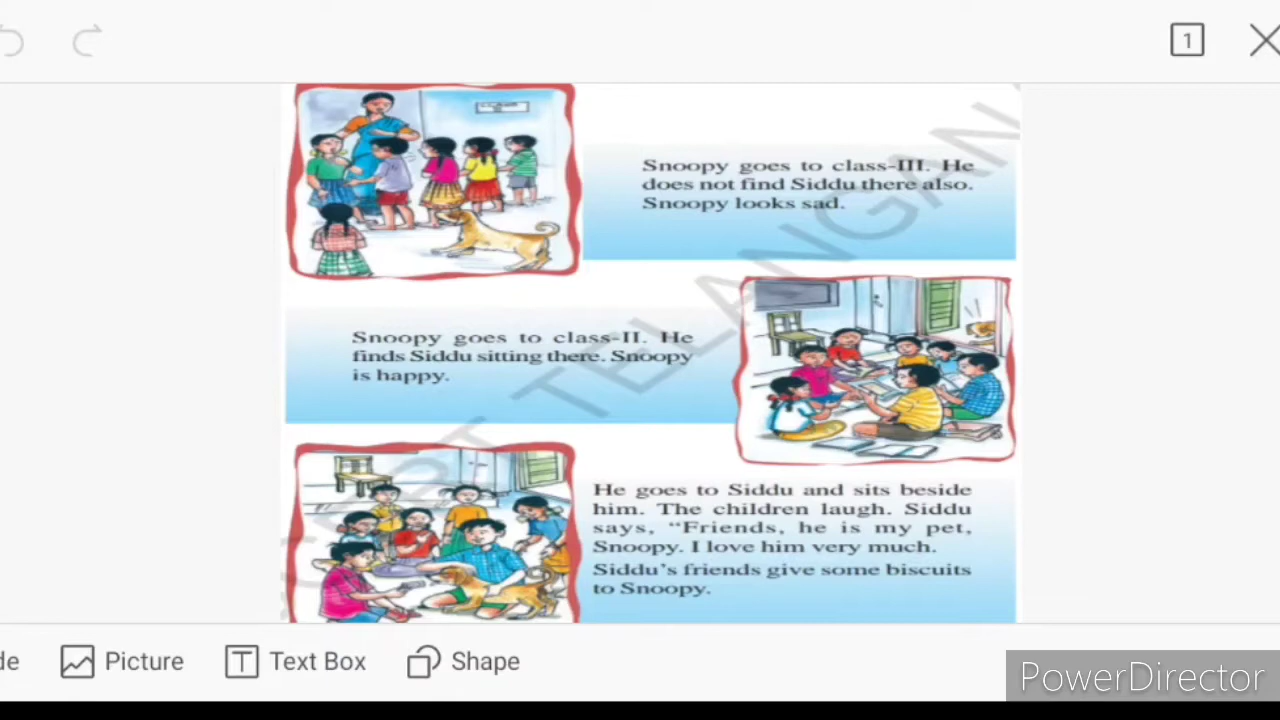 1
Snoopy goes to class-III. He
does not find Siddu there also.
Snoopy looks sad.
Snoopy goes to class-II. He
finds Siddu sitting there. Snoopy
is happy.
He goes to Siddu and sits beside
him. The children laugh. Siddu
says, “Friends, he is my pet,
Snoopy. I love him very much.
Siddu’s friends give some biscuits
to Snoopy.
TELANGAN
de Picture Text Box Shape
PowerDirector